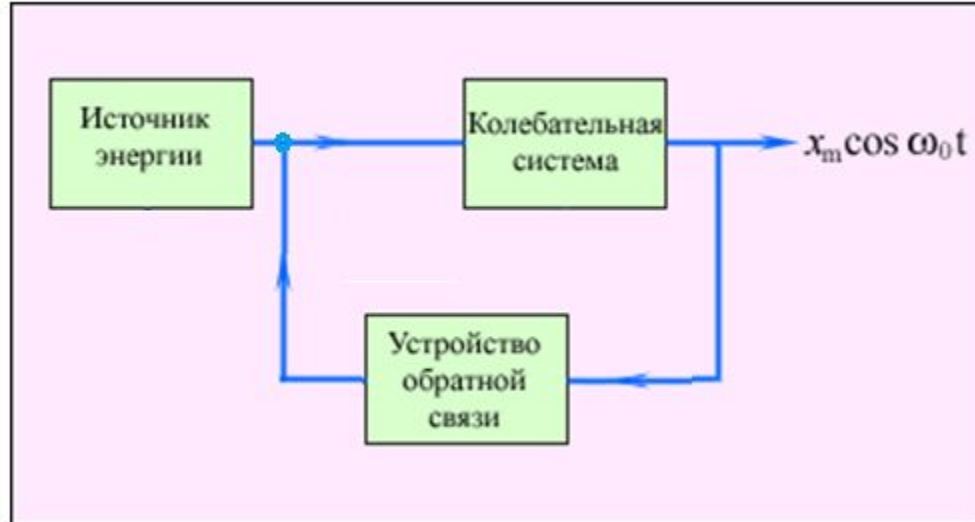 Источник
энергии
Колебательная
система
xₘcos ω₀t
Устройство
обратной
связи